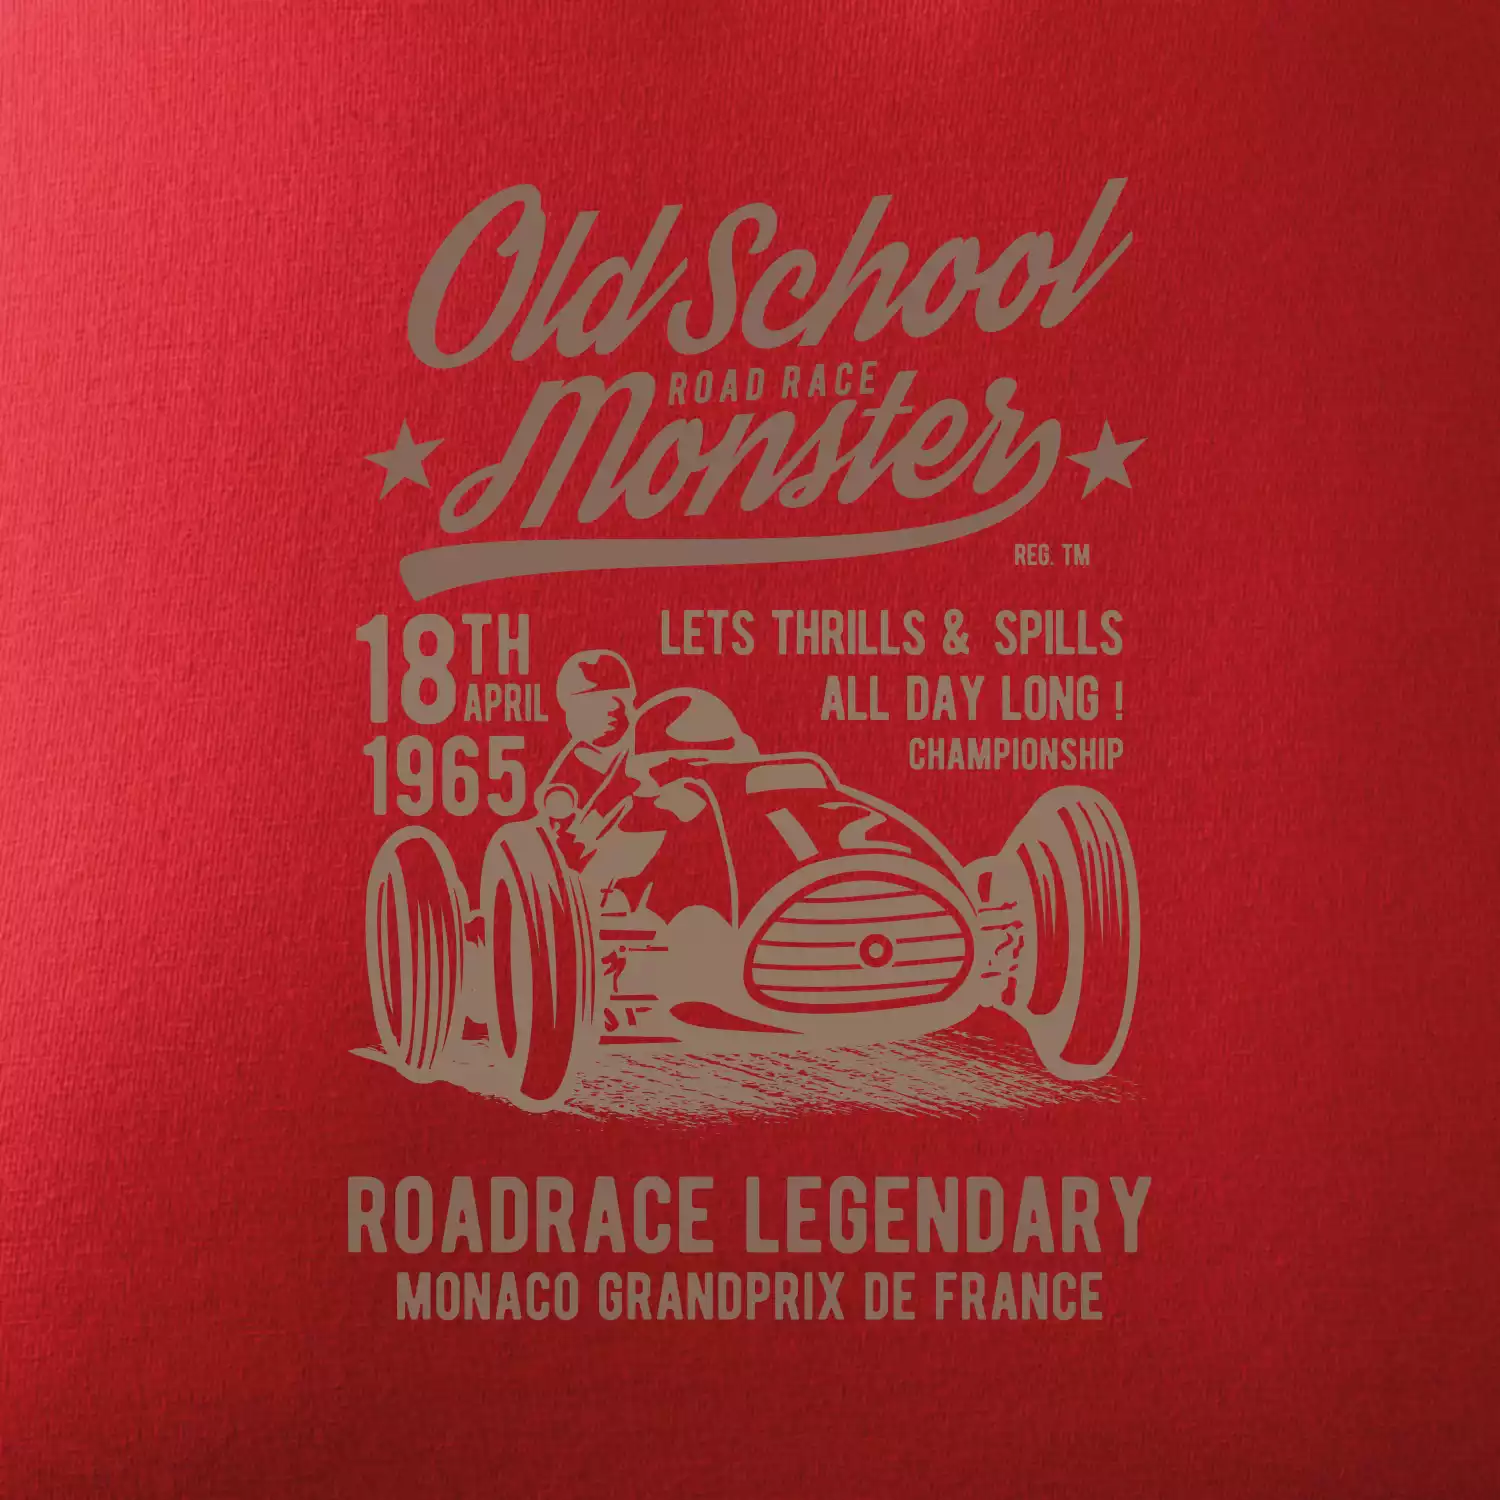 Old School
ROAD RACE
Monster
REG. TM
18TH
APRIL
1965
LETS THRILLS & SPILLS
ALL DAY LONG !
CHAMPIONSHIP
12
ROADRACE LEGENDARY
MONACO GRANDPRIX DE FRANCE